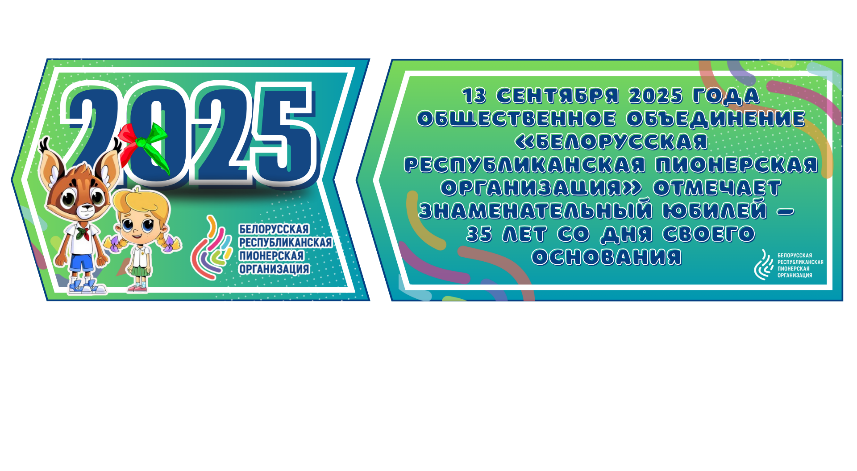 2025
БЕЛОРУССКАЯ
РЕСПУБЛИКАНСКАЯ
ПИОНЕРСКАЯ
ОРГАНИЗАЦИЯ
13 СЕНТЯБРЯ 2025 ГОДА
ОБЩЕСТВЕННОЕ ОБЪЕДИНЕНИЕ
«БЕЛОРУССКАЯ
РЕСПУБЛИКАНСКАЯ ПИОНЕРСКАЯ
ОРГАНИЗАЦИЯ» ОТМЕЧАЕТ
ЗНАМЕНАТЕЛЬНЫЙ ЮБИЛЕЙ –
35 ЛЕТ СО ДНЯ СВОЕГО
ОСНОВАНИЯ
БЕЛОРУССКАЯ
РЕСПУБЛИКАНСКАЯ
ПИОНЕРСКАЯ
ОРГАНИЗАЦИЯ